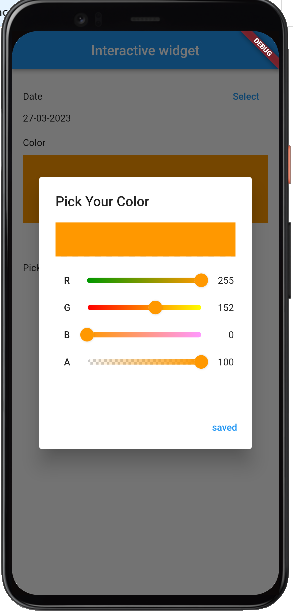 Interactive widget
DEBUG
Date Select
27-03-2023
Color
Pick Your Color
R 255
G 152
B 0
A 100
Pick
saved